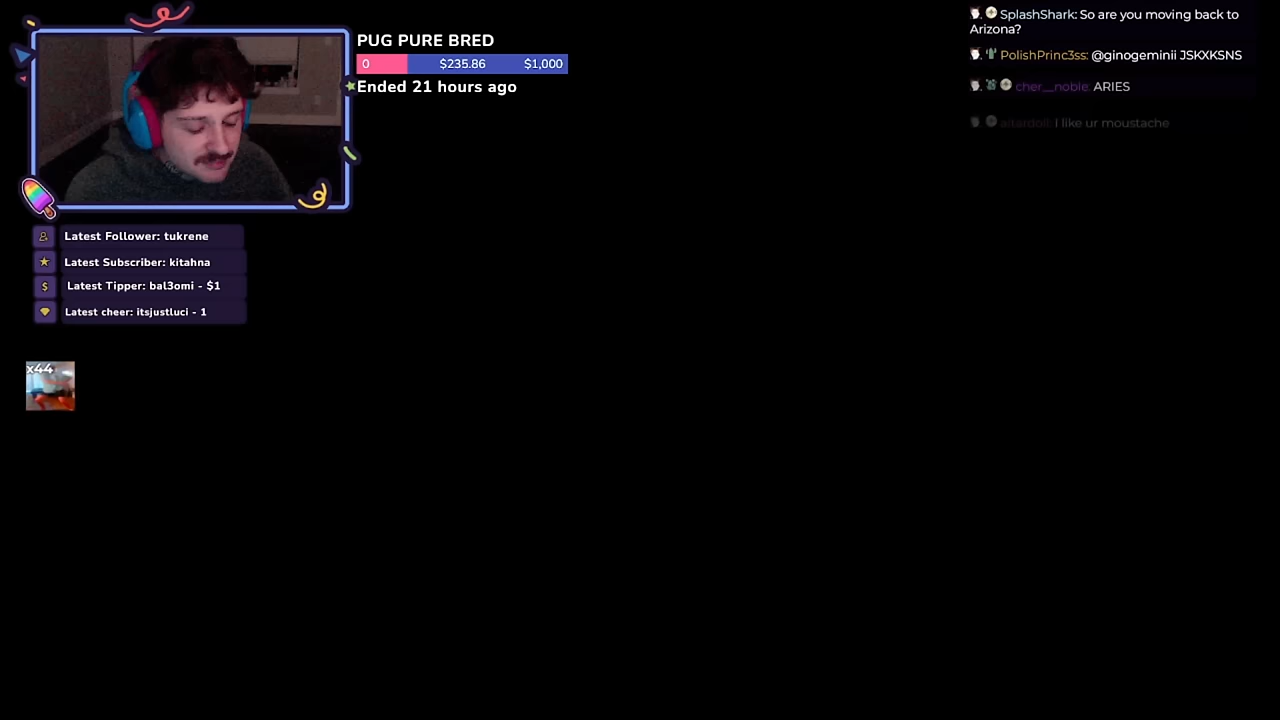 PUG PURE BRED
0 $235.86 $1,000
Ended 21 hours ago
Latest Follower: tukrene
Latest Subscriber: kitahna
Latest Tipper: bal3omi - $1
Latest cheer: itsjustluci - 1
x44
SplashShark: So are you moving back to
Arizona?
PolishPrinc3ss: @ginogeminii JSKXKSNS
cher__noble: ARIES
altardoll: I like ur moustache